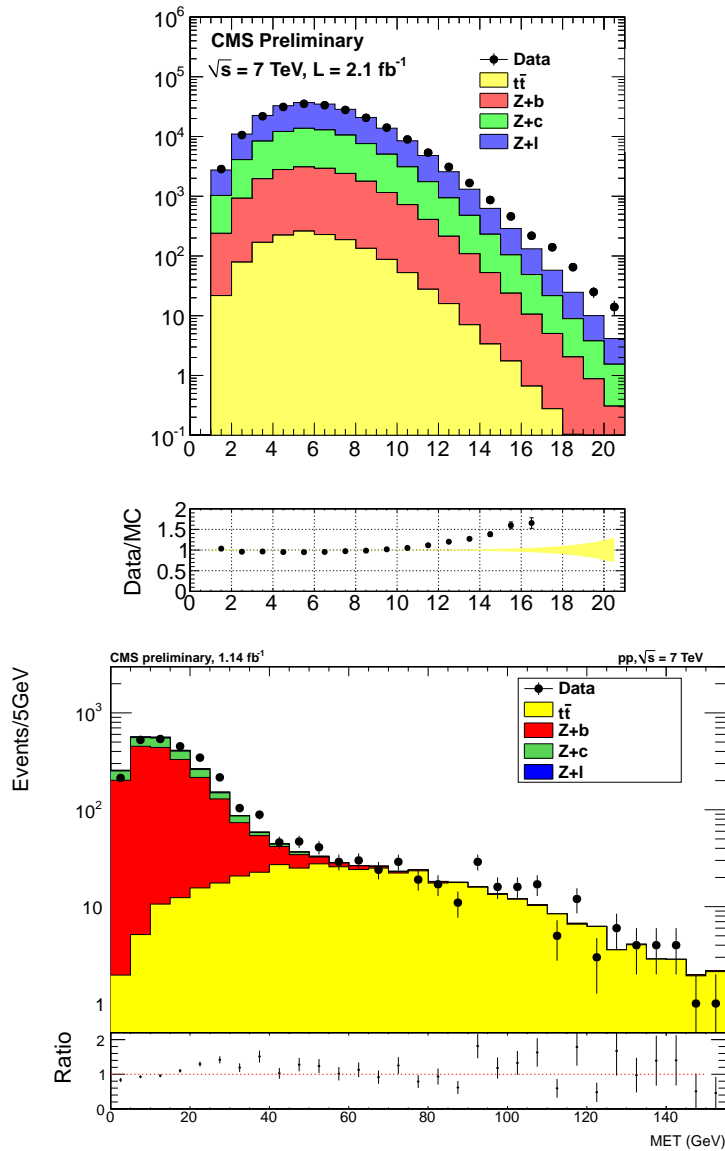 10⁶
CMS Preliminary
√s = 7 TeV, L = 2.1 fb⁻¹
Data
tt̄
Z+b
Z+c
Z+l
10⁵
10⁴
10³
10²
10
1
10⁻¹
0 2 4 6 8 10 12 14 16 18 20
Data/MC
2
1.5
1
0.5
0
0 2 4 6 8 10 12 14 16 18 20
CMS preliminary, 1.14 fb⁻¹ pp, √s = 7 TeV
Events/5GeV
Data
tt̄
Z+b
Z+c
Z+l
10³
10²
10
1
Ratio
2
1
0
0 20 40 60 80 100 120 140
MET (GeV)